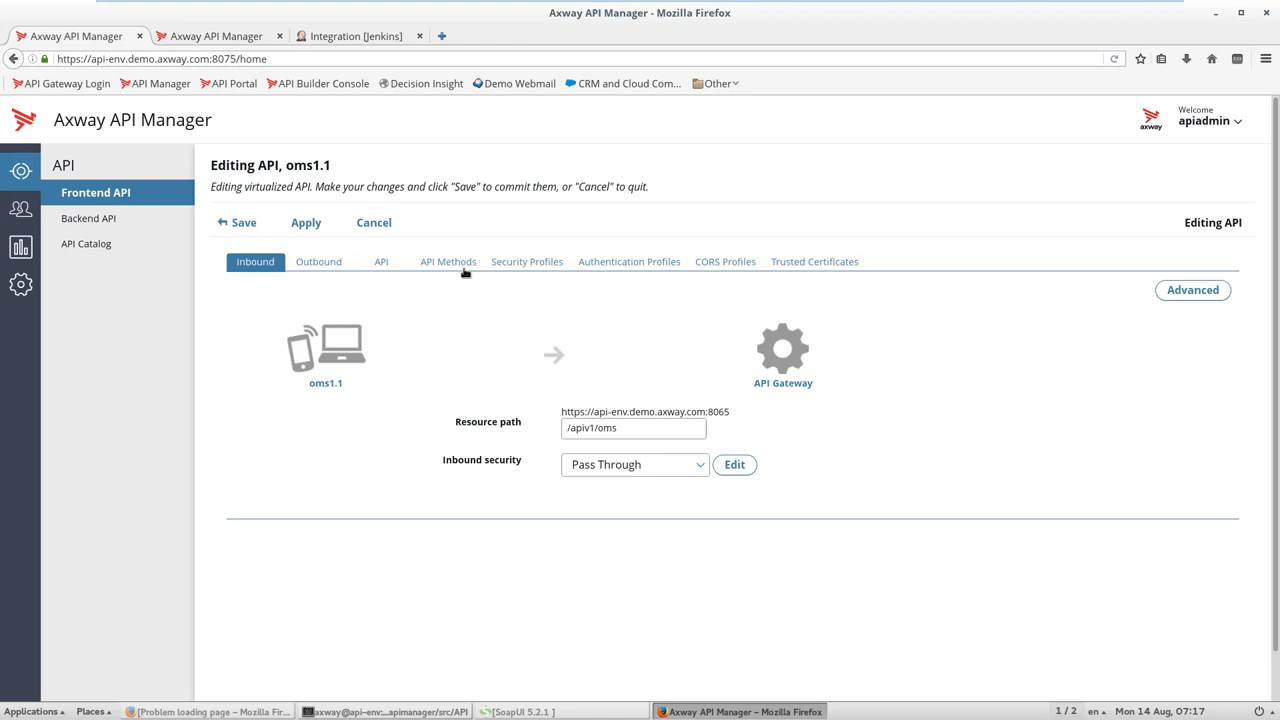 Axway API Manager - Mozilla Firefox
Axway API Manager
Axway API Manager
Integration [Jenkins]
https://api-env.demo.axway.com:8075/home
API Gateway Login
API Manager
API Portal
API Builder Console
Decision Insight
Demo Webmail
CRM and Cloud Com...
Other
Axway API Manager
axway
Welcome
apiadmin
API
Frontend API
Backend API
API Catalog
Editing API, oms1.1
Editing virtualized API. Make your changes and click "Save" to commit them, or "Cancel" to quit.
Save
Apply
Cancel
Editing API
Inbound
Outbound
API
API Methods
Security Profiles
Authentication Profiles
CORS Profiles
Trusted Certificates
Advanced
oms1.1
API Gateway
Resource path
https://api-env.demo.axway.com:8065
/apiv1/oms
Inbound security
Pass Through
Edit
Applications
Places
[Problem loading page – Mozilla Fir...
axway@api-env:...apimanager/src/API
[SoapUI 5.2.1 ]
Axway API Manager – Mozilla Firefox
1 / 2
en
Mon 14 Aug, 07:17